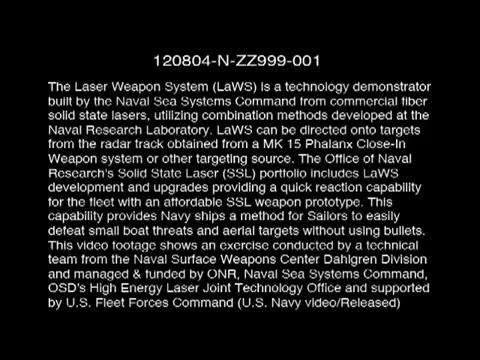 120804-N-ZZ999-001
The Laser Weapon System (LaWS) is a technology demonstrator
built by the Naval Sea Systems Command from commercial fiber
solid state lasers, utilizing combination methods developed at the
Naval Research Laboratory. LaWS can be directed onto targets
from the radar track obtained from a MK 15 Phalanx Close-In
Weapon system or other targeting source. The Office of Naval
Research's Solid State Laser (SSL) portfolio includes LaWS
development and upgrades providing a quick reaction capability
for the fleet with an affordable SSL weapon prototype. This
capability provides Navy ships a method for Sailors to easily
defeat small boat threats and aerial targets without using bullets.
This video footage shows an exercise conducted by a technical
team from the Naval Surface Weapons Center Dahlgren Division
and managed & funded by ONR, Naval Sea Systems Command,
OSD's High Energy Laser Joint Technology Office and supported
by U.S. Fleet Forces Command (U.S. Navy video/Released)